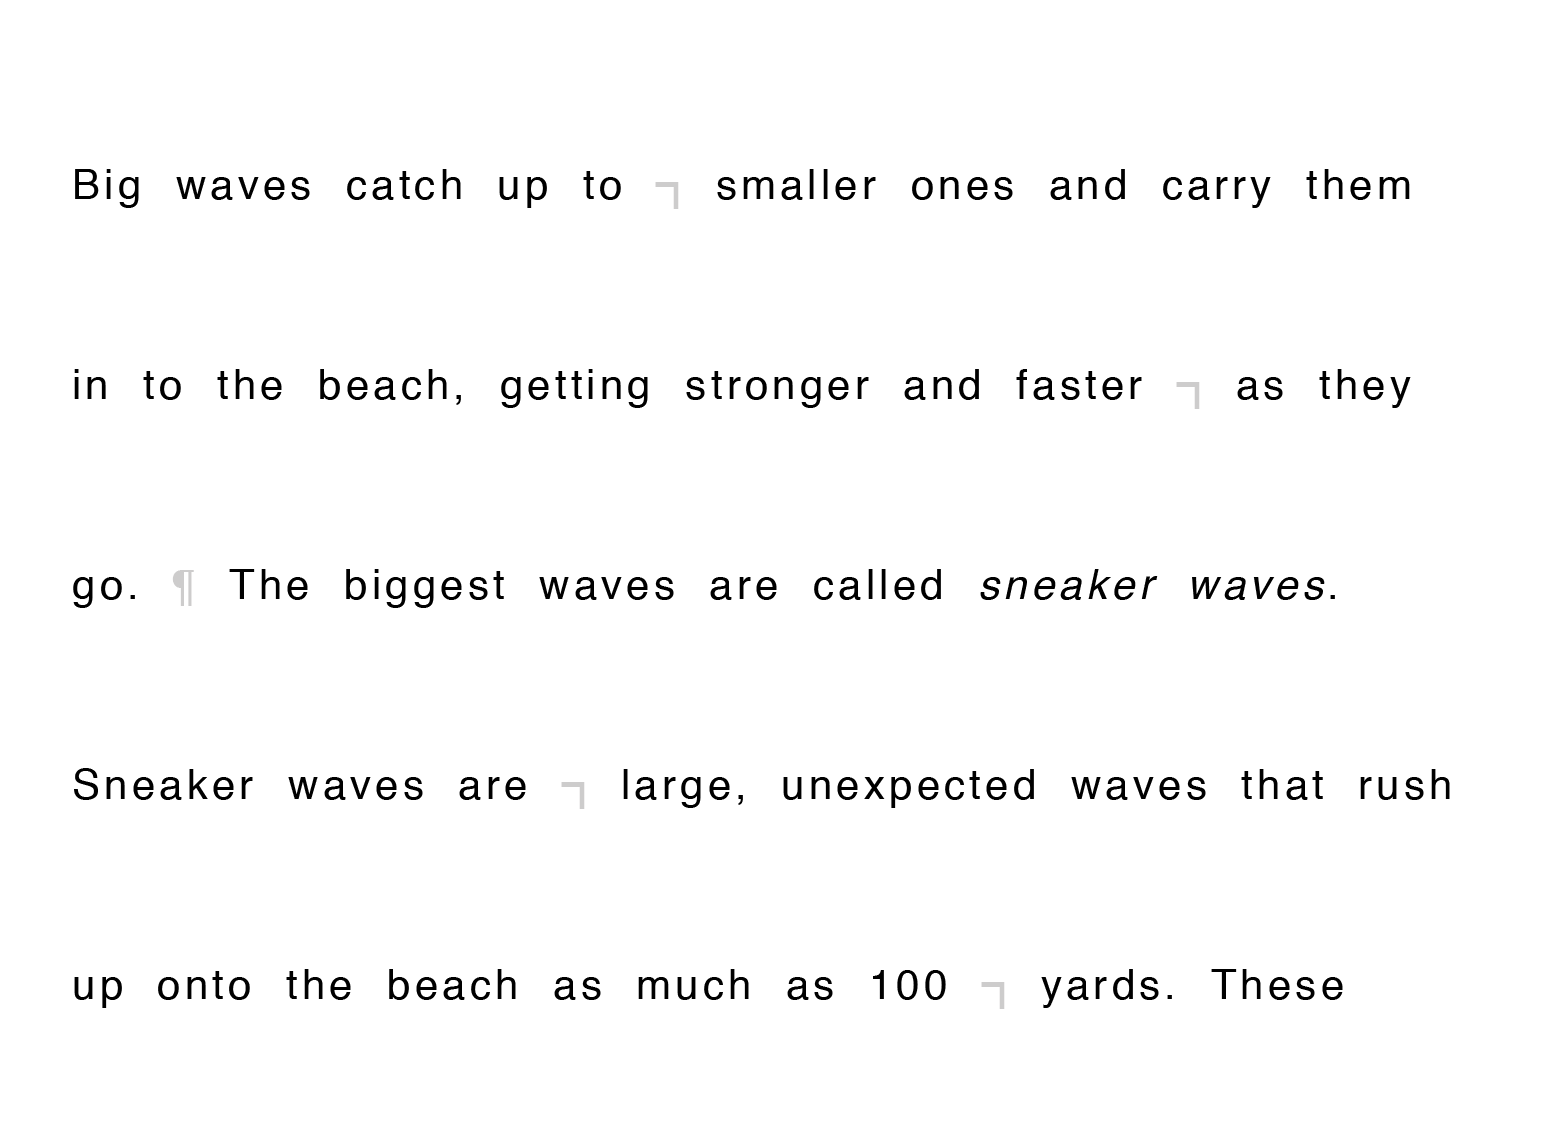 Big waves catch up to ¬ smaller ones and carry them
in to the beach, getting stronger and faster ¬ as they
go. ¶ The biggest waves are called sneaker waves.
Sneaker waves are ¬ large, unexpected waves that rush
up onto the beach as much as 100 ¬ yards. These